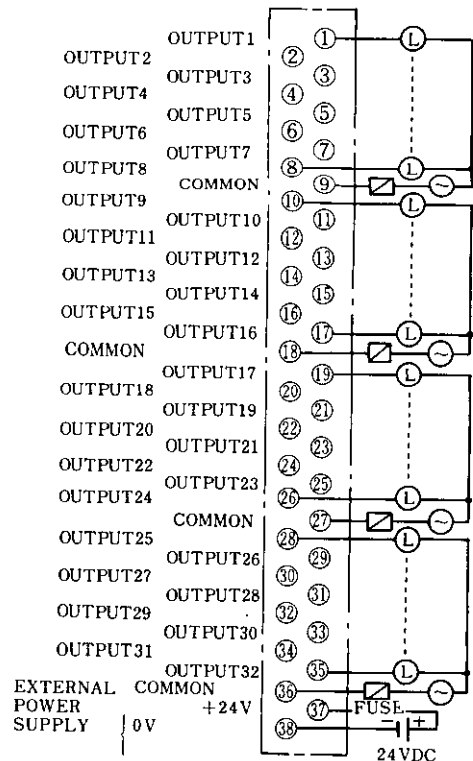 OUTPUT1 ① L
OUTPUT2 ②
OUTPUT3 ③
OUTPUT4 ④
OUTPUT5 ⑤
OUTPUT6 ⑥
OUTPUT7 ⑦
OUTPUT8 ⑧ L
COMMON ⑨
OUTPUT9 ⑩ L
OUTPUT10 ⑪
OUTPUT11 ⑫
OUTPUT12 ⑬
OUTPUT13 ⑭
OUTPUT14 ⑮
OUTPUT15 ⑯
OUTPUT16 ⑰ L
COMMON ⑱
OUTPUT17 ⑲ L
OUTPUT18 ⑳
OUTPUT19 ㉑
OUTPUT20 ㉒
OUTPUT21 ㉓
OUTPUT22 ㉔
OUTPUT23 ㉕
OUTPUT24 ㉖ L
COMMON ㉗
OUTPUT25 ㉘ L
OUTPUT26 ㉙
OUTPUT27 ㉚
OUTPUT28 ㉛
OUTPUT29 ㉜
OUTPUT30 ㉝
OUTPUT31 ㉞
OUTPUT32 ㉟ L
EXTERNAL COMMON ㊱
POWER +24V ㊲ FUSE
SUPPLY 0V ㊳ − +
24VDC